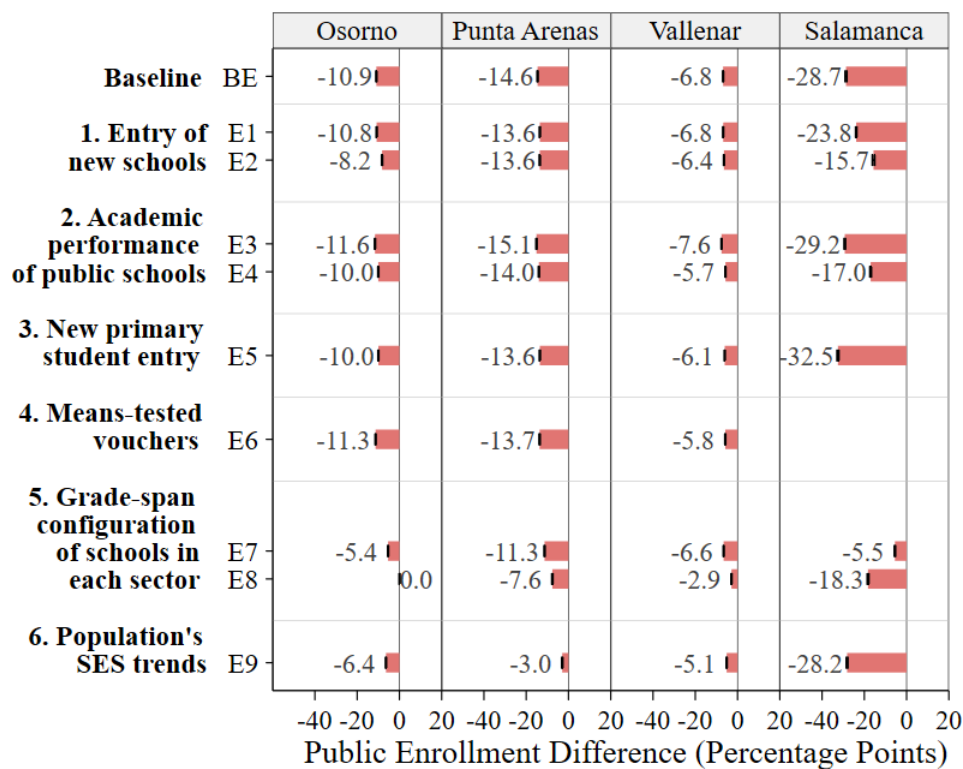 Osorno Punta Arenas Vallenar Salamanca
Baseline BE -10.9 -14.6 -6.8 -28.7
1. Entry of E1 -10.8 -13.6 -6.8 -23.8
new schools E2 -8.2 -13.6 -6.4 -15.7
2. Academic
performance E3 -11.6 -15.1 -7.6 -29.2
of public schools E4 -10.0 -14.0 -5.7 -17.0
3. New primary
student entry E5 -10.0 -13.6 -6.1 -32.5
4. Means-tested
vouchers E6 -11.3 -13.7 -5.8
5. Grade-span
configuration
of schools in E7 -5.4 -11.3 -6.6 -5.5
each sector E8 0.0 -7.6 -2.9 -18.3
6. Population's
SES trends E9 -6.4 -3.0 -5.1 -28.2
-40 -20 0 20 -40 -20 0 20 -40 -20 0 20 -40 -20 0 20
Public Enrollment Difference (Percentage Points)